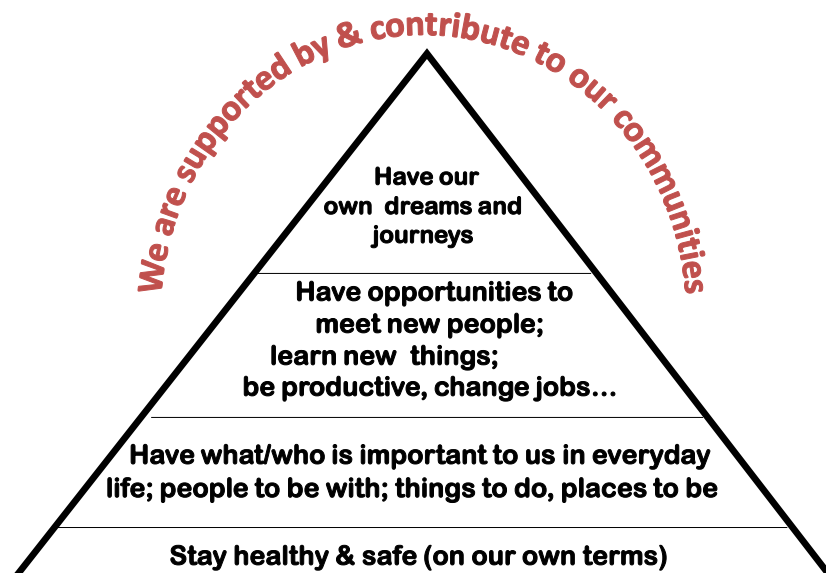 We are supported by & contribute to our communities
Have our
own dreams and
journeys
Have opportunities to
meet new people;
learn new things;
be productive, change jobs...
Have what/who is important to us in everyday
life; people to be with; things to do, places to be
Stay healthy & safe (on our own terms)